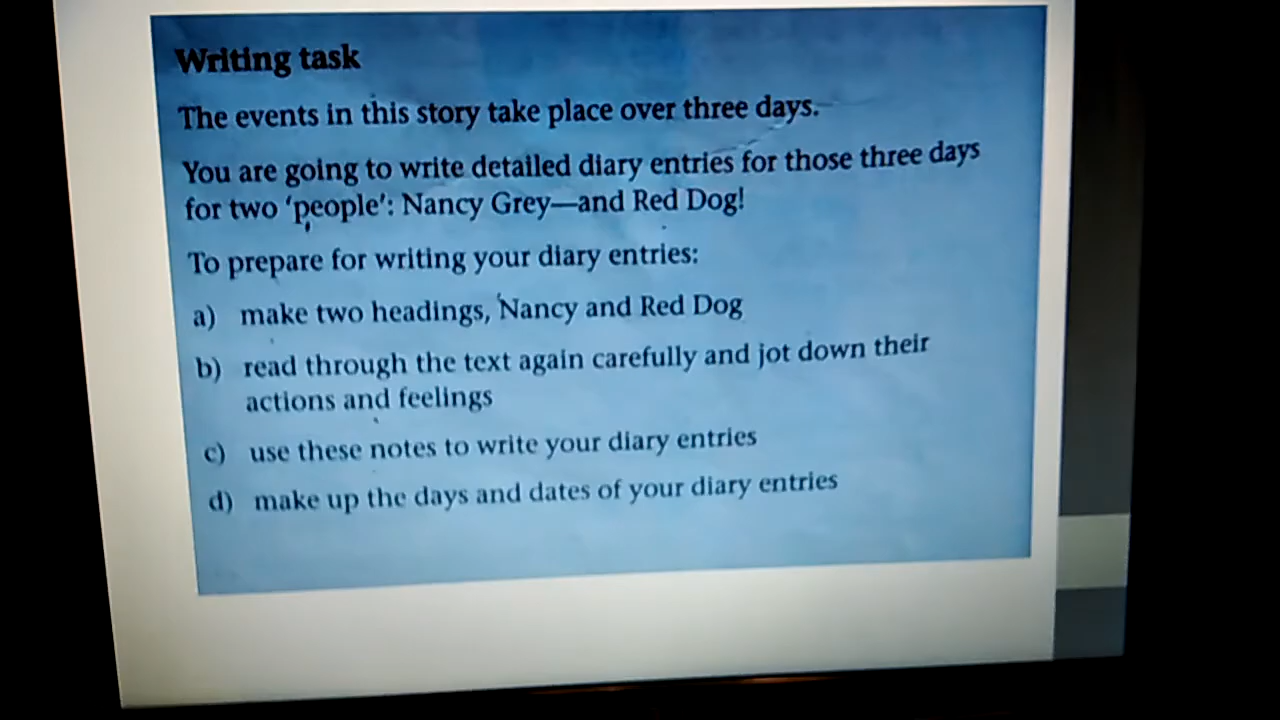 Writing task
The events in this story take place over three days.
You are going to write detailed diary entries for those three days
for two ‘people’: Nancy Grey—and Red Dog!
To prepare for writing your diary entries:
a) make two headings, Nancy and Red Dog
b) read through the text again carefully and jot down their
actions and feelings
c) use these notes to write your diary entries
d) make up the days and dates of your diary entries